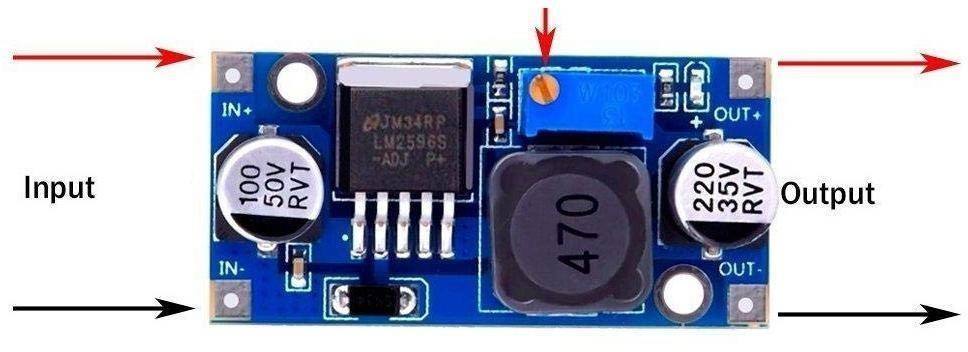 IN+
JM34RP
LM2596S
-ADJ P+
W103
+
OUT+
Input
100
50V
RVT
470
220
35V
RVT
Output
IN-
OUT-